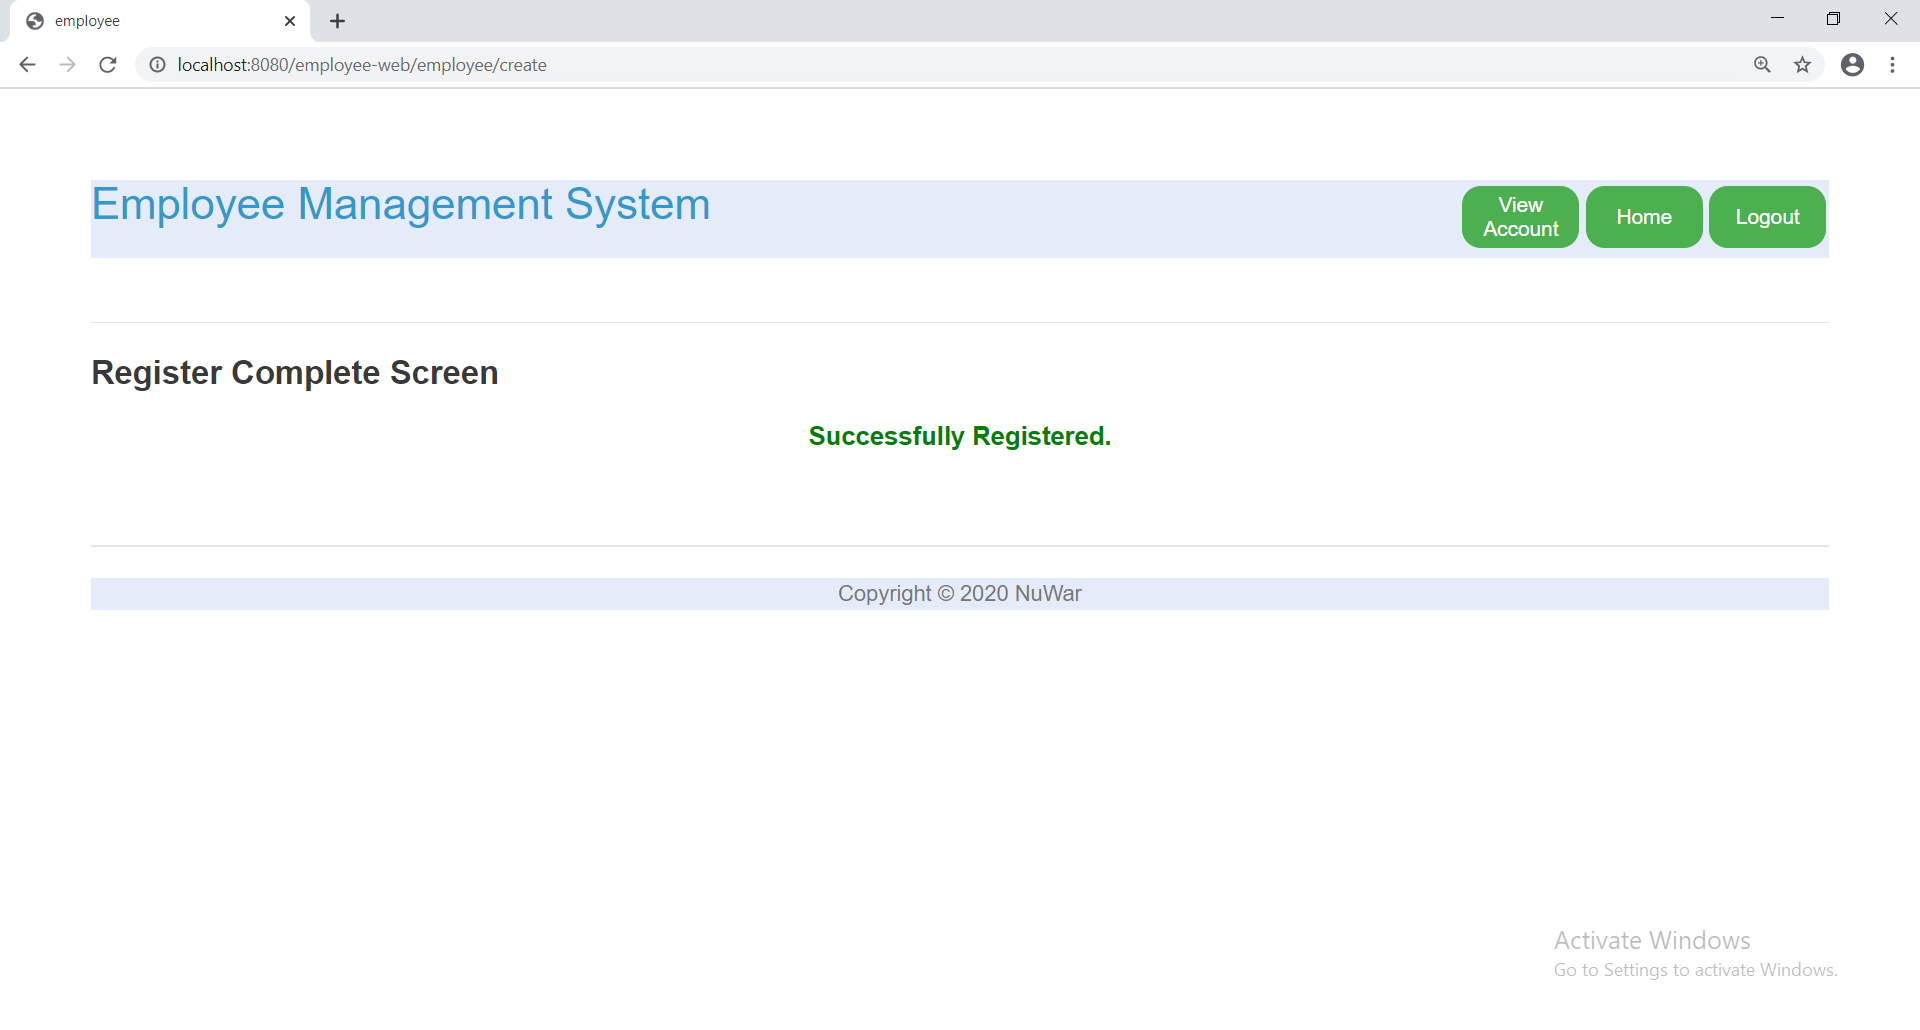 employee
localhost:8080/employee-web/employee/create
Employee Management System
View
Account
Home
Logout
Register Complete Screen
Successfully Registered.
Copyright © 2020 NuWar
Activate Windows
Go to Settings to activate Windows.